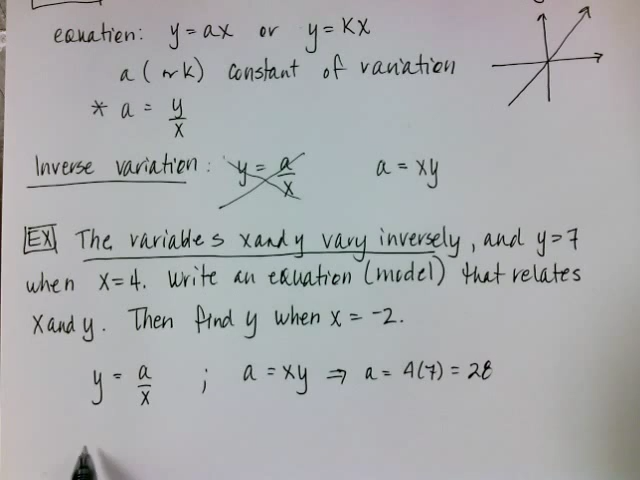 equation: y = ax or y = Kx
a (or k) constant of variation
* a = y/x
Inverse variation: y = a/x a = xy
EX The variables x and y vary inversely, and y=7
when x=4. Write an equation (model) that relates
x and y. Then find y when x = -2.
y = a/x ; a = xy ⇒ a = 4(7) = 28